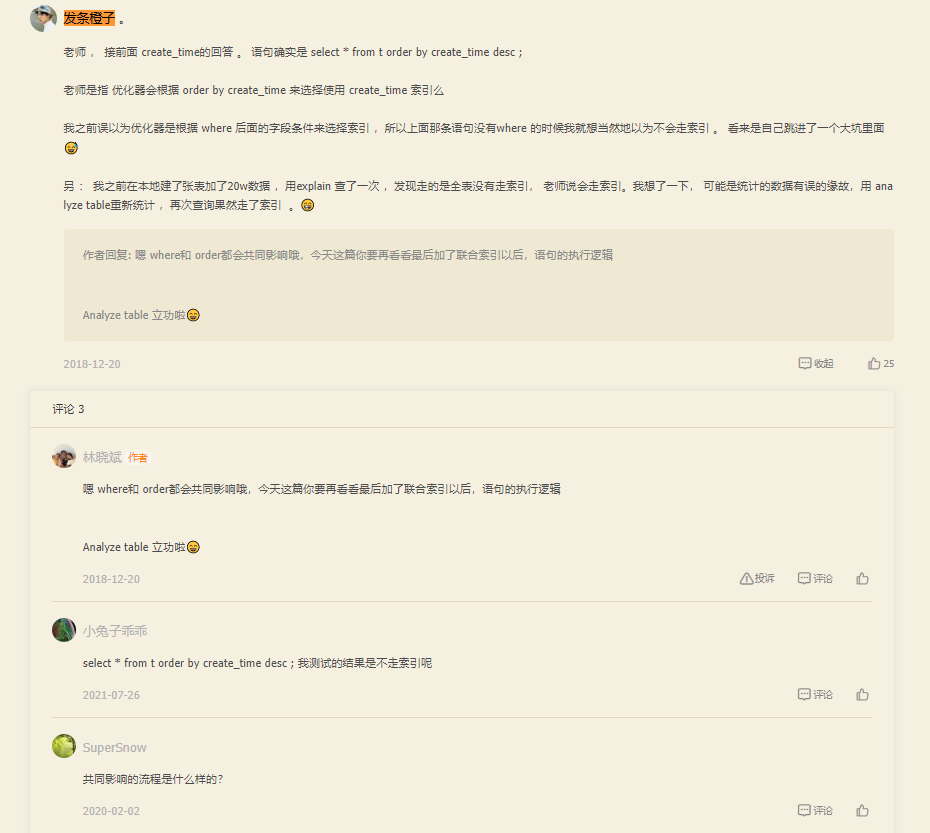 发条橙子 。
老师 ， 接前面 create_time的回答 。 语句确实是 select * from t order by create_time desc ;
老师是指 优化器会根据 order by create_time 来选择使用 create_time 索引么
我之前误以为优化器是根据 where 后面的字段条件来选择索引 ，所以上面那条语句没有where 的时候我就想当然地以为不会走索引 。 看来是自己跳进了一个大坑里面
😅
另 ： 我之前在本地建了张表加了20w数据 ，用explain 查了一次 ，发现走的是全表没有走索引， 老师说会走索引。我想了一下， 可能是统计的数据有误的缘故，用 ana
lyze table重新统计 ，再次查询果然走了索引 。😁
作者回复: 嗯 where和 order都会共同影响哦，今天这篇你要再看看最后加了联合索引以后，语句的执行逻辑
Analyze table 立功啦😄
2018-12-20 收起 25
评论 3
林晓斌 作者
嗯 where和 order都会共同影响哦，今天这篇你要再看看最后加了联合索引以后，语句的执行逻辑
Analyze table 立功啦😄
2018-12-20 投诉 评论
小兔子乖乖
select * from t order by create_time desc ; 我测试的结果是不走索引呢
2021-07-26 评论
SuperSnow
共同影响的流程是什么样的?
2020-02-02 评论